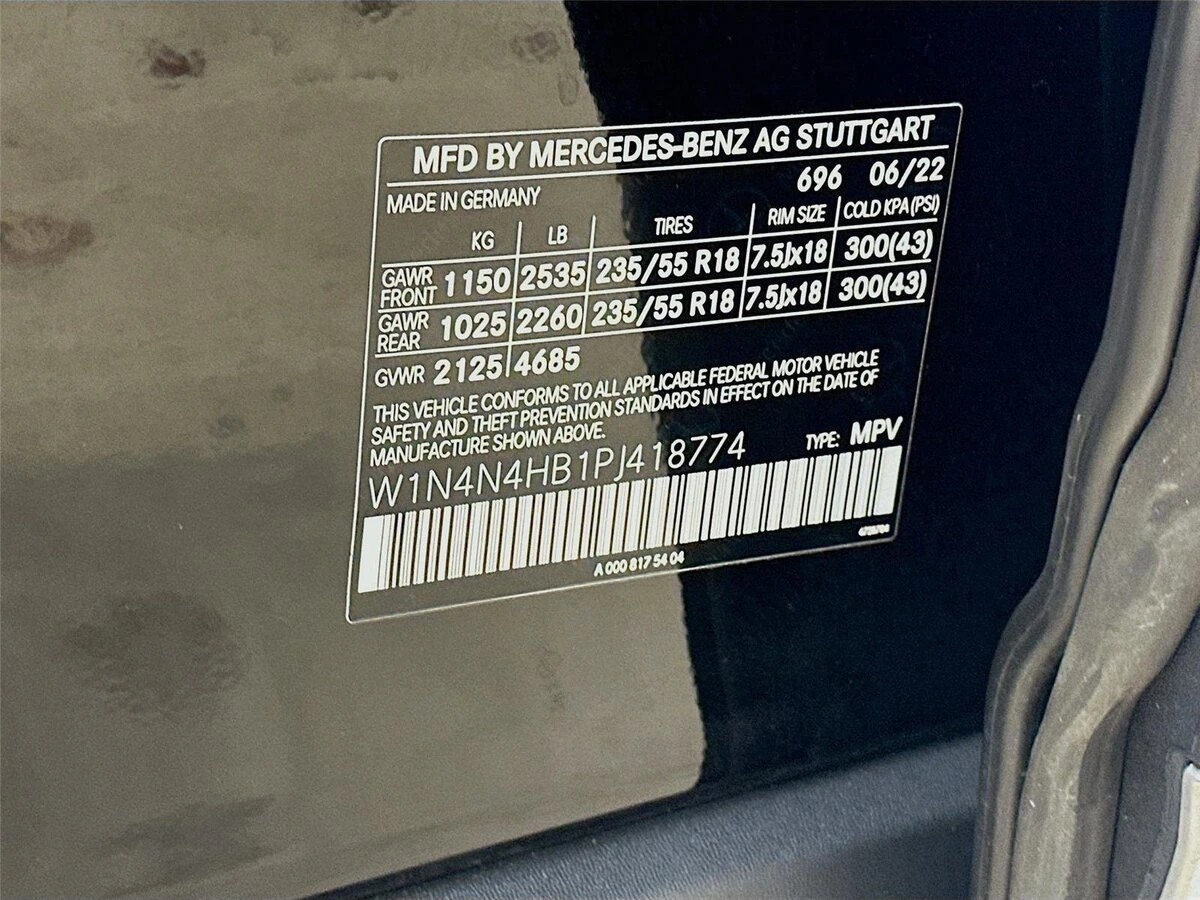 MFD BY MERCEDES-BENZ AG STUTTGART
MADE IN GERMANY 696 06/22
KG LB TIRES RIM SIZE COLD KPA(PSI)
GAWR FRONT 1150 2535 235/55 R18 7.5Jx18 300(43)
GAWR REAR 1025 2260 235/55 R18 7.5Jx18 300(43)
GVWR 2125 4685
THIS VEHICLE CONFORMS TO ALL APPLICABLE FEDERAL MOTOR VEHICLE
SAFETY AND THEFT PREVENTION STANDARDS IN EFFECT ON THE DATE OF
MANUFACTURE SHOWN ABOVE.
W1N4N4HB1PJ418774 TYPE: MPV
A 000 817 54 04